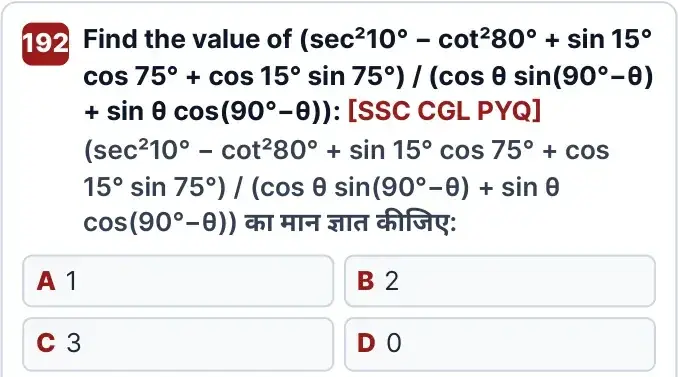 192 Find the value of (sec²10° − cot²80° + sin 15°
cos 75° + cos 15° sin 75°) / (cos θ sin(90°−θ)
+ sin θ cos(90°−θ)): [SSC CGL PYQ]
(sec²10° − cot²80° + sin 15° cos 75° + cos
15° sin 75°) / (cos θ sin(90°−θ) + sin θ
cos(90°−θ)) का मान ज्ञात कीजिए:
A 1
B 2
C 3
D 0